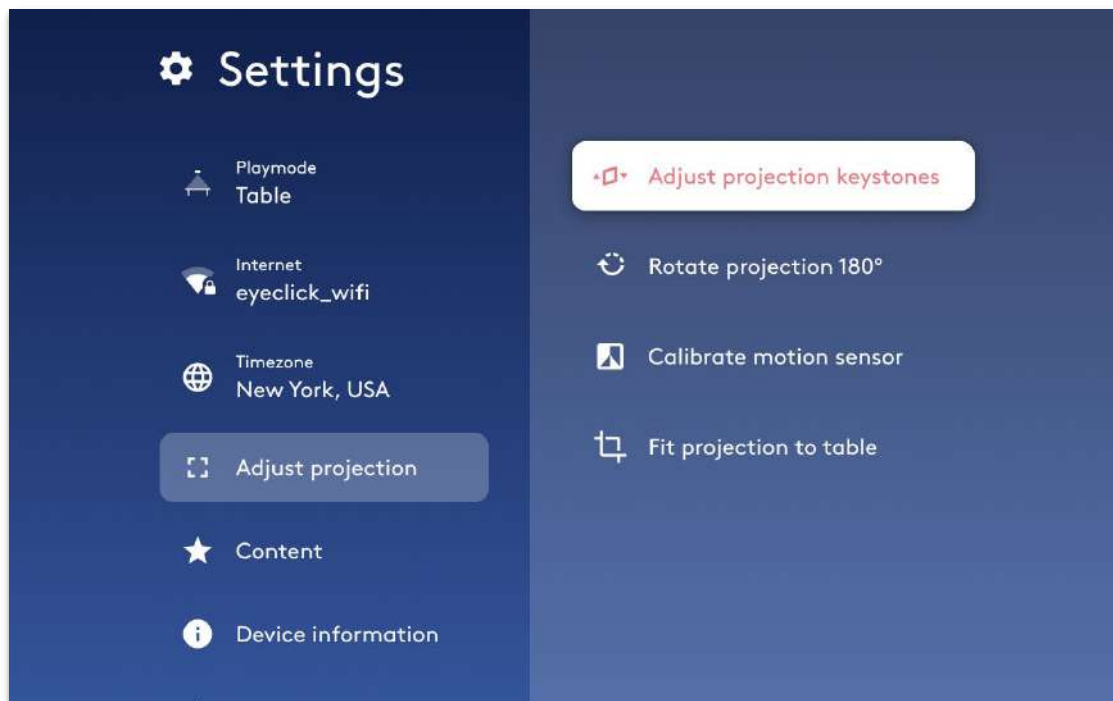 Settings
Playmode
Table
Internet
eyeclick_wifi
Timezone
New York, USA
Adjust projection
Content
Device information
Adjust projection keystones
Rotate projection 180°
Calibrate motion sensor
Fit projection to table